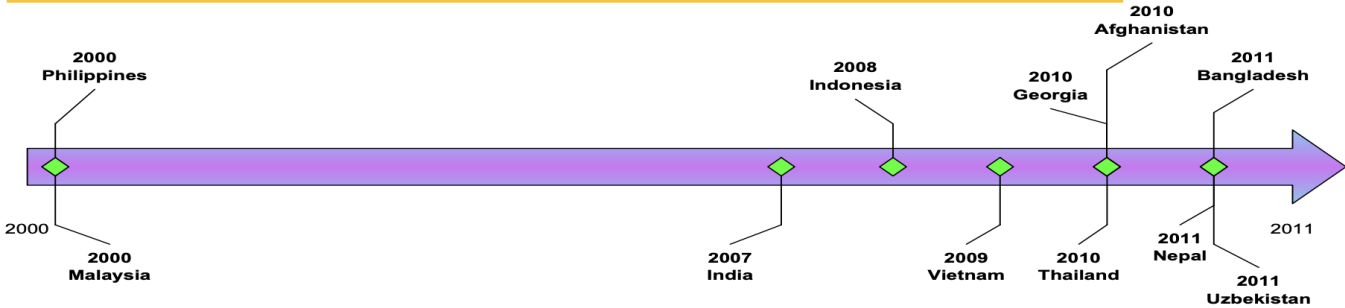 2010
Afghanistan
2000
Philippines
2008
Indonesia
2010
Georgia
2011
Bangladesh
2000
2011
2000
Malaysia
2007
India
2009
Vietnam
2010
Thailand
2011
Nepal
2011
Uzbekistan